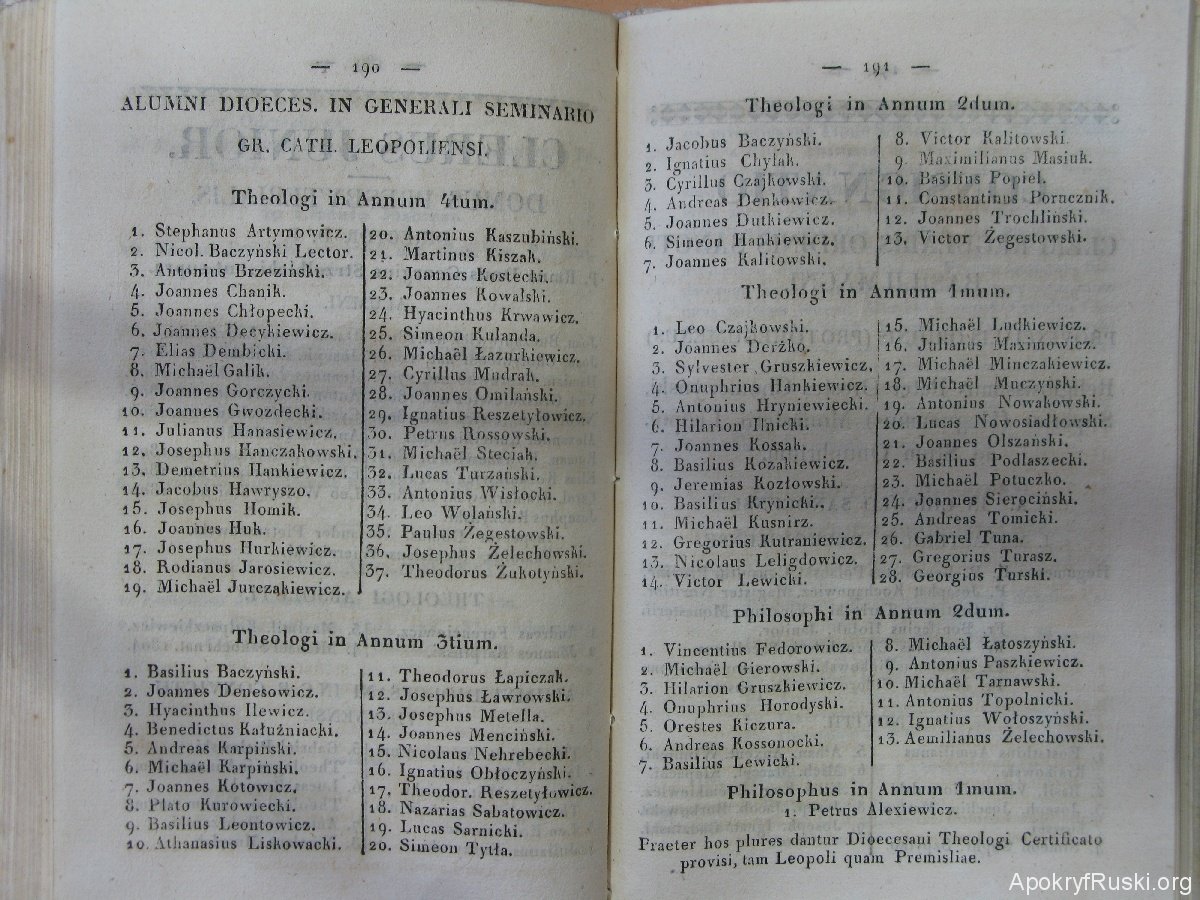 — 190 —
ALUMNI DIOECES. IN GENERALI SEMINARIO
GR. CATH. LEOPOLIENSI.
Theologi in Annum 4tum.
1. Stephanus Artymowicz.
2. Nicol. Baczyński Lector.
3. Antonius Brzeziński.
4. Joannes Chanik.
5. Joannes Chłopecki.
6. Joannes Decykiewicz.
7. Elias Dembicki.
8. Michaël Galik.
9. Joannes Gorczycki.
10. Joannes Gwozdecki.
11. Julianus Hanasiewicz.
12. Josephus Hanczakowski.
13. Demetrius Hankiewicz.
14. Jacobus Hawryszo.
15. Josephus Homik.
16. Joannes Huk.
17. Josephus Hurkiewicz.
18. Rodianus Jarosiewicz.
19. Michaël Jurczakiewicz.
20. Antonius Kaszubiński.
21. Martinus Kiszak.
22. Joannes Kostecki.
23. Joannes Kowalski.
24. Hyacinthus Krwawicz.
25. Simeon Kulanda.
26. Michaël Łazurkiewicz.
27. Cyrillus Mudrak.
28. Joannes Omilański.
29. Ignatius Reszetyłowicz.
30. Petrus Rossowski.
31. Michaël Steciak.
32. Lucas Turzański.
33. Antonius Wisłocki.
34. Leo Wolański.
35. Paulus Żegestowski.
36. Josephus Żelechowski.
37. Theodorus Żukotyński.
Theologi in Annum 3tium.
1. Basilius Baczyński.
2. Joannes Denesowicz.
3. Hyacinthus Ilewicz.
4. Benedictus Kałużniacki.
5. Andreas Karpiński.
6. Michaël Karpiński.
7. Joannes Kotowicz.
8. Plato Kurowiecki.
9. Basilius Leontowicz.
10. Athanasius Liskowacki.
11. Theodorus Łapiczak.
12. Josephus Ławrowski.
13. Josephus Metella.
14. Joannes Menciński.
15. Nicolaus Nehrebecki.
16. Ignatius Obłoczyński.
17. Theodor. Reszetyłowicz.
18. Nazarias Sabatowicz.
19. Lucas Sarnicki.
20. Simeon Tytła.
— 191 —
Theologi in Annum 2dum.
1. Jacobus Baczyński.
2. Ignatius Chylak.
3. Cyrillus Czajkowski.
4. Andreas Denkowicz.
5. Joannes Dutkiewicz.
6. Simeon Hankiewicz.
7. Joannes Kalitowski.
8. Victor Kalitowski.
9. Maximilianus Masiuk.
10. Basilius Popiel.
11. Constantinus Porucznik.
12. Joannes Trochliński.
13. Victor Żegestowski.
Theologi in Annum 1mum.
1. Leo Czajkowski.
2. Joannes Derżko.
3. Sylvester Gruszkiewicz.
4. Onuphrius Hankiewicz.
5. Antonius Hryniewiecki.
6. Hilarion Ilnicki.
7. Joannes Kossak.
8. Basilius Kozakiewicz.
9. Jeremias Kozłowski.
10. Basilius Krynicki.
11. Michaël Kusnirz.
12. Gregorius Kutraniewicz.
13. Nicolaus Leligdowicz.
14. Victor Lewicki.
15. Michaël Ludkiewicz.
16. Julianus Maximowicz.
17. Michaël Minczakiewicz.
18. Michaël Muczyński.
19. Antonius Nowakowski.
20. Lucas Nowosiadłowski.
21. Joannes Olszański.
22. Basilius Podlaszecki.
23. Michaël Potuczko.
24. Joannes Sierociński.
25. Andreas Tomicki.
26. Gabriel Tuna.
27. Gregorius Turasz.
28. Georgius Turski.
Philosophi in Annum 2dum.
1. Vincentius Fedorowicz.
2. Michaël Gierowski.
3. Hilarion Gruszkiewicz.
4. Onuphrius Horodyski.
5. Orestes Kiczura.
6. Andreas Kossonocki.
7. Basilius Lewicki.
8. Michaël Łatoszyński.
9. Antonius Paszkiewicz.
10. Michaël Tarnawski.
11. Antonius Topolnicki.
12. Ignatius Wołoszyński.
13. Aemilianus Żelechowski.
Philosophus in Annum 1mum.
1. Petrus Alexiewicz.
Praeter hos plures dantur Dioecesani Theologi Certificato
provisi, tam Leopoli quam Premisliae.
ApokryfRuski.org